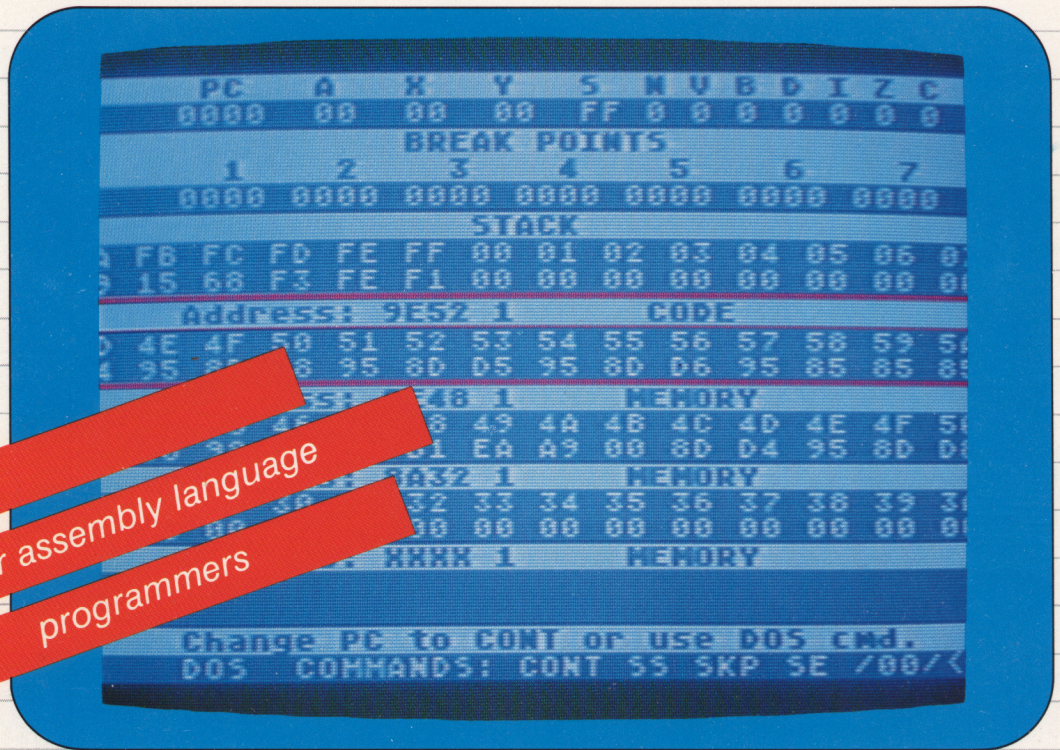 PC A X Y S N V B D I Z C
0000 00 00 00 FF 0 0 0 0 0 0 0
BREAK POINTS
1 2 3 4 5 6 7
0000 0000 0000 0000 0000 0000 0000
STACK
FB FC FD FE FF 00 01 02 03 04 05 06
15 68 F3 FE F1 00 00 00 00 00 00 00
Address: 9E52 1 CODE
4E 4F 50 51 52 53 54 55 56 57 58 59
95 95 8D D5 95 8D D6 95 85 85
1 MEMORY
49 4A 4B 4C 4D 4E 4F
EA A9 00 8D D4 95 8D
1 MEMORY
32 33 34 35 36 37 38 39
00 00 00 00 00 00 00 00 00
XXXX 1 MEMORY
assembly language
programmers
Change PC to CONT or use DOS cmd.
DOS COMMANDS: CONT SS SKP SE /00/<